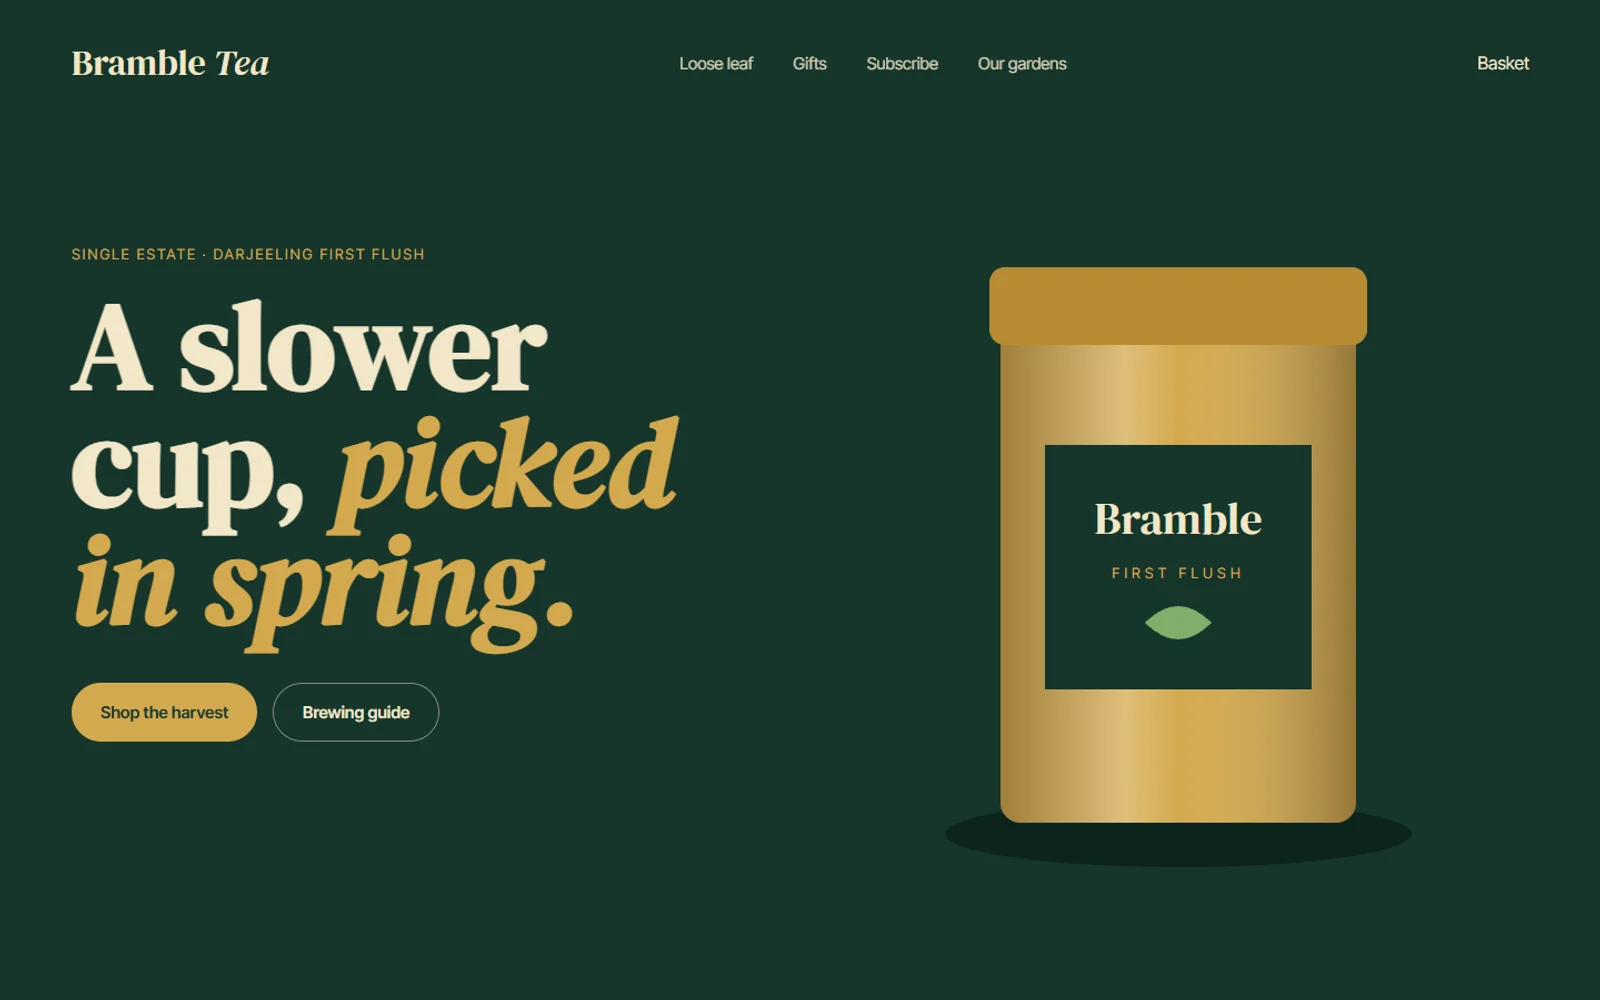 Bramble Tea
Loose leaf
Gifts
Subscribe
Our gardens
Basket
SINGLE ESTATE · DARJEELING FIRST FLUSH
A slower
cup, picked
in spring.
Shop the harvest
Brewing guide
Bramble
FIRST FLUSH